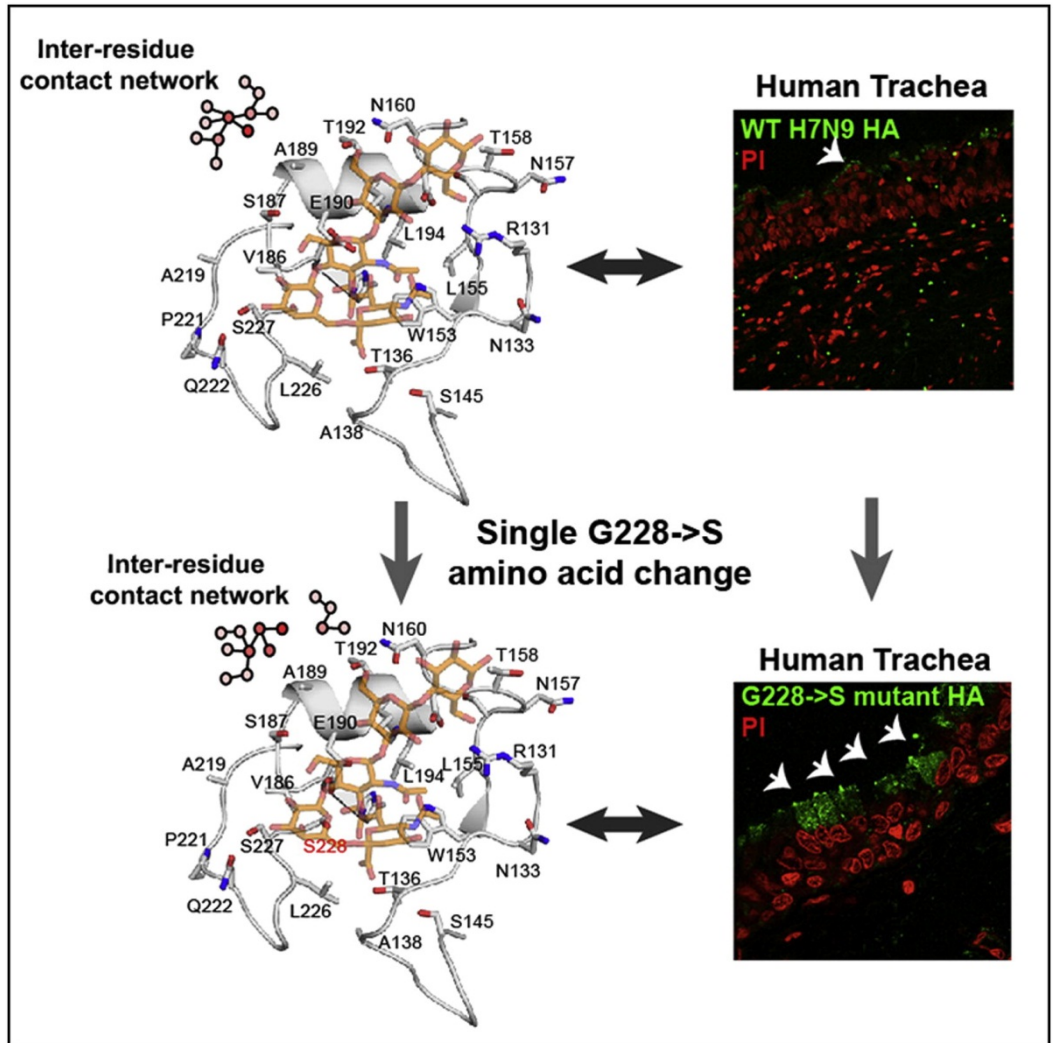 Inter-residue
contact network
N160
T192
T158
A189
N157
S187
E190
R131
L194
A219
V186
L155
P221
S227
W153
N133
T136
Q222
L226
S145
A138
Human Trachea
WT H7N9 HA
PI
Single G228->S
amino acid change
Inter-residue
contact network
N160
T192
T158
A189
N157
S187
E190
R131
A219
L155
L194
V186
P221
S227
S228
W153
N133
T136
Q222
L226
S145
A138
Human Trachea
G228->S mutant HA
PI